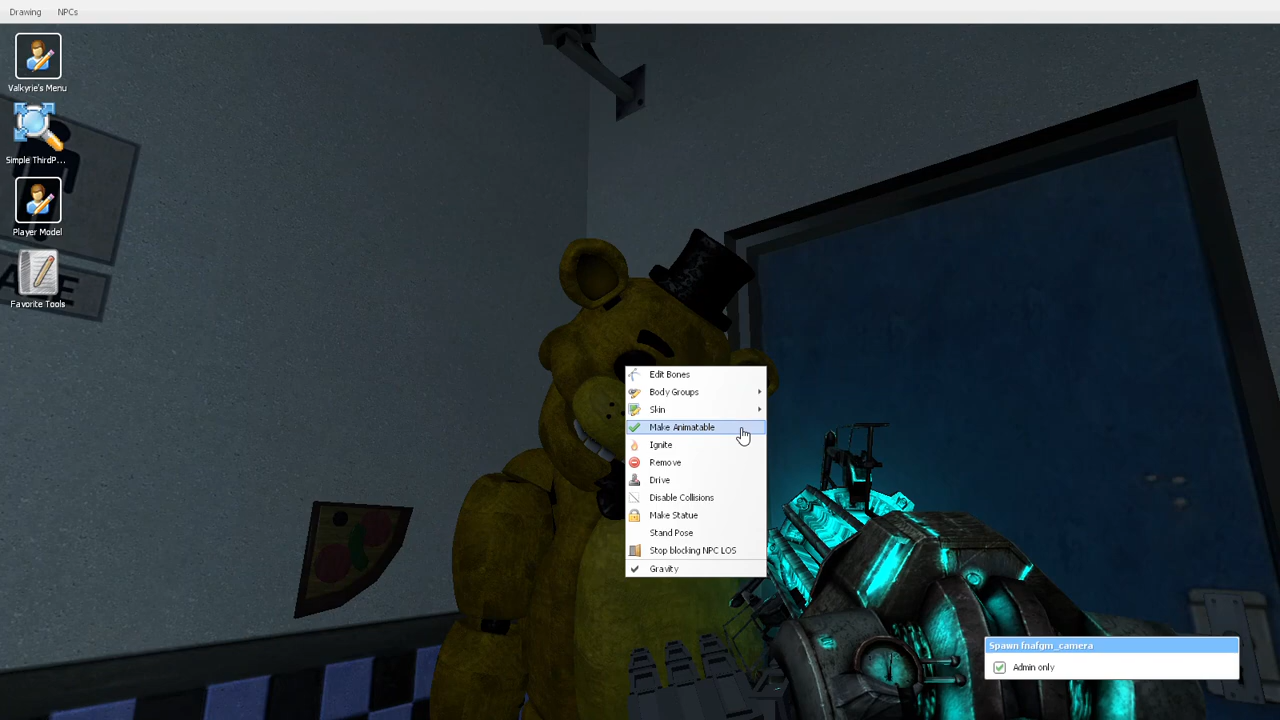 Drawing NPCs
Valkyrie's Menu
Simple ThirdP...
Player Model
Favorite Tools
Edit Bones
Body Groups
Skin
Make Animatable
Ignite
Remove
Drive
Disable Collisions
Make Statue
Stand Pose
Stop blocking NPC LOS
Gravity
Spawn fnafgm_camera
Admin only